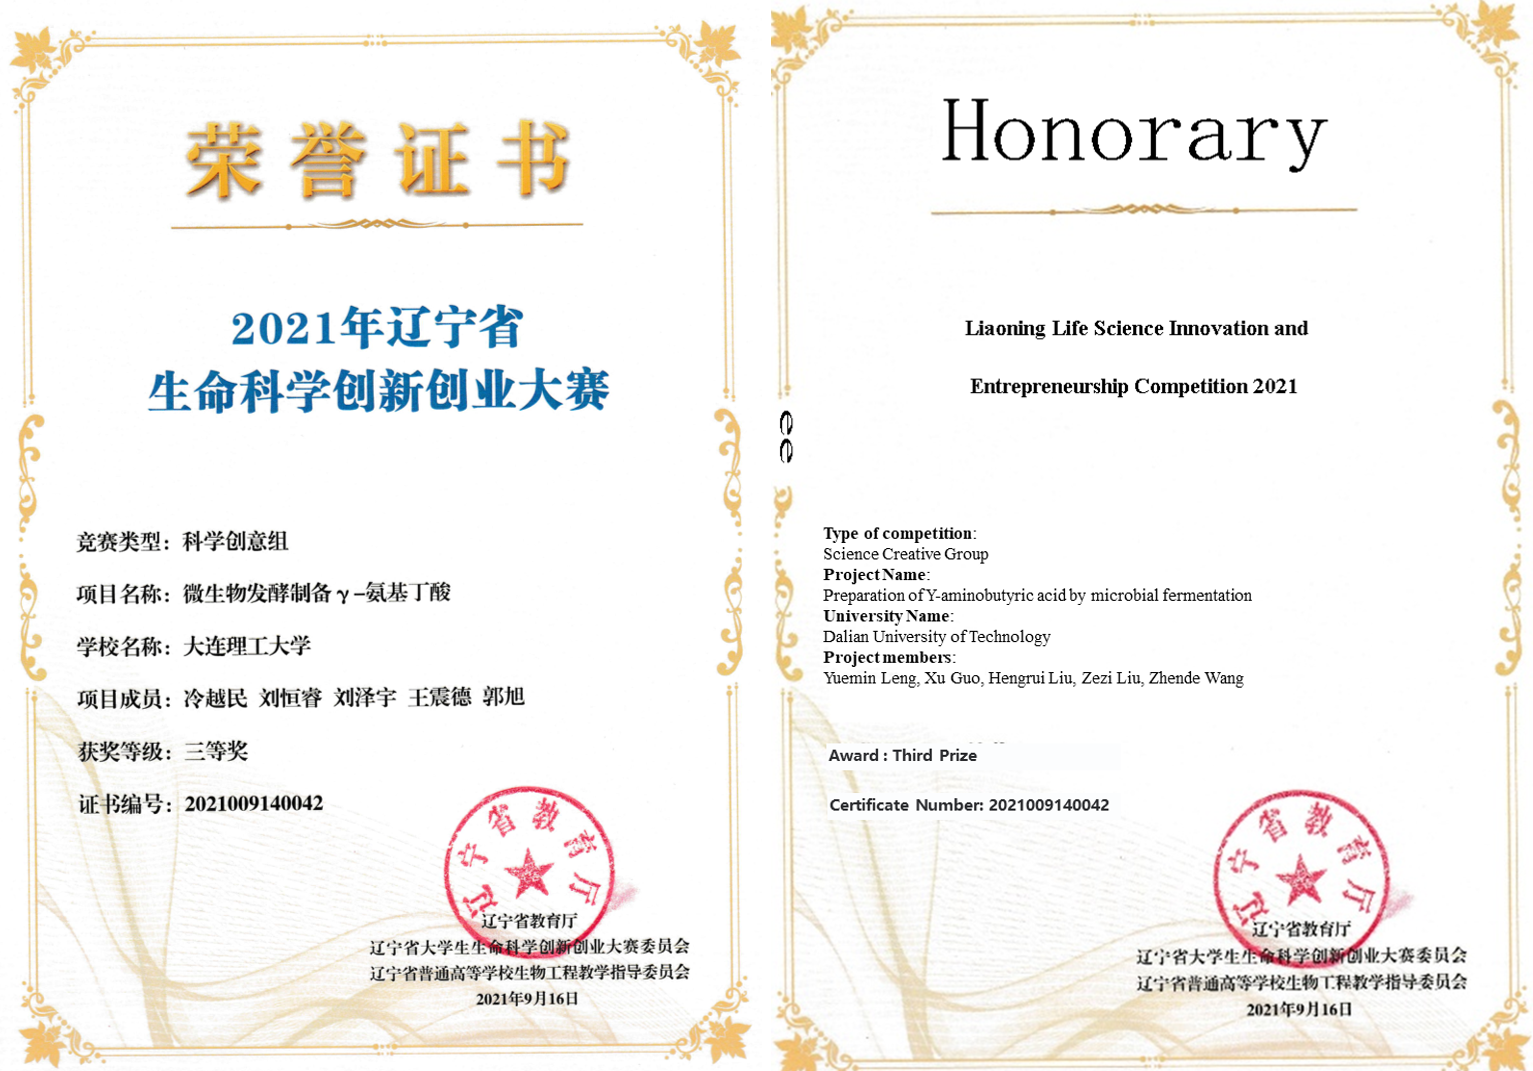 荣誉证书
2021年辽宁省
生命科学创新创业大赛
竞赛类型：科学创意组
项目名称：微生物发酵制备γ-氨基丁酸
学校名称：大连理工大学
项目成员：冷越民 刘恒睿 刘泽宇 王震德 郭旭
获奖等级：三等奖
证书编号：2021009140042
辽宁省教育厅
辽宁省教育厅
辽宁省大学生生命科学创新创业大赛委员会
辽宁省普通高等学校生物工程教学指导委员会
2021年9月16日
Honorary
Liaoning Life Science Innovation and
Entrepreneurship Competition 2021
ee
Type of competition:
Science Creative Group
Project Name:
Preparation of Y-aminobutyric acid by microbial fermentation
University Name:
Dalian University of Technology
Project members:
Yuemin Leng, Xu Guo, Hengrui Liu, Zezi Liu, Zhende Wang
Award : Third Prize
Certificate Number: 2021009140042
辽宁省教育厅
辽宁省教育厅
辽宁省大学生生命科学创新创业大赛委员会
辽宁省普通高等学校生物工程教学指导委员会
2021年9月16日